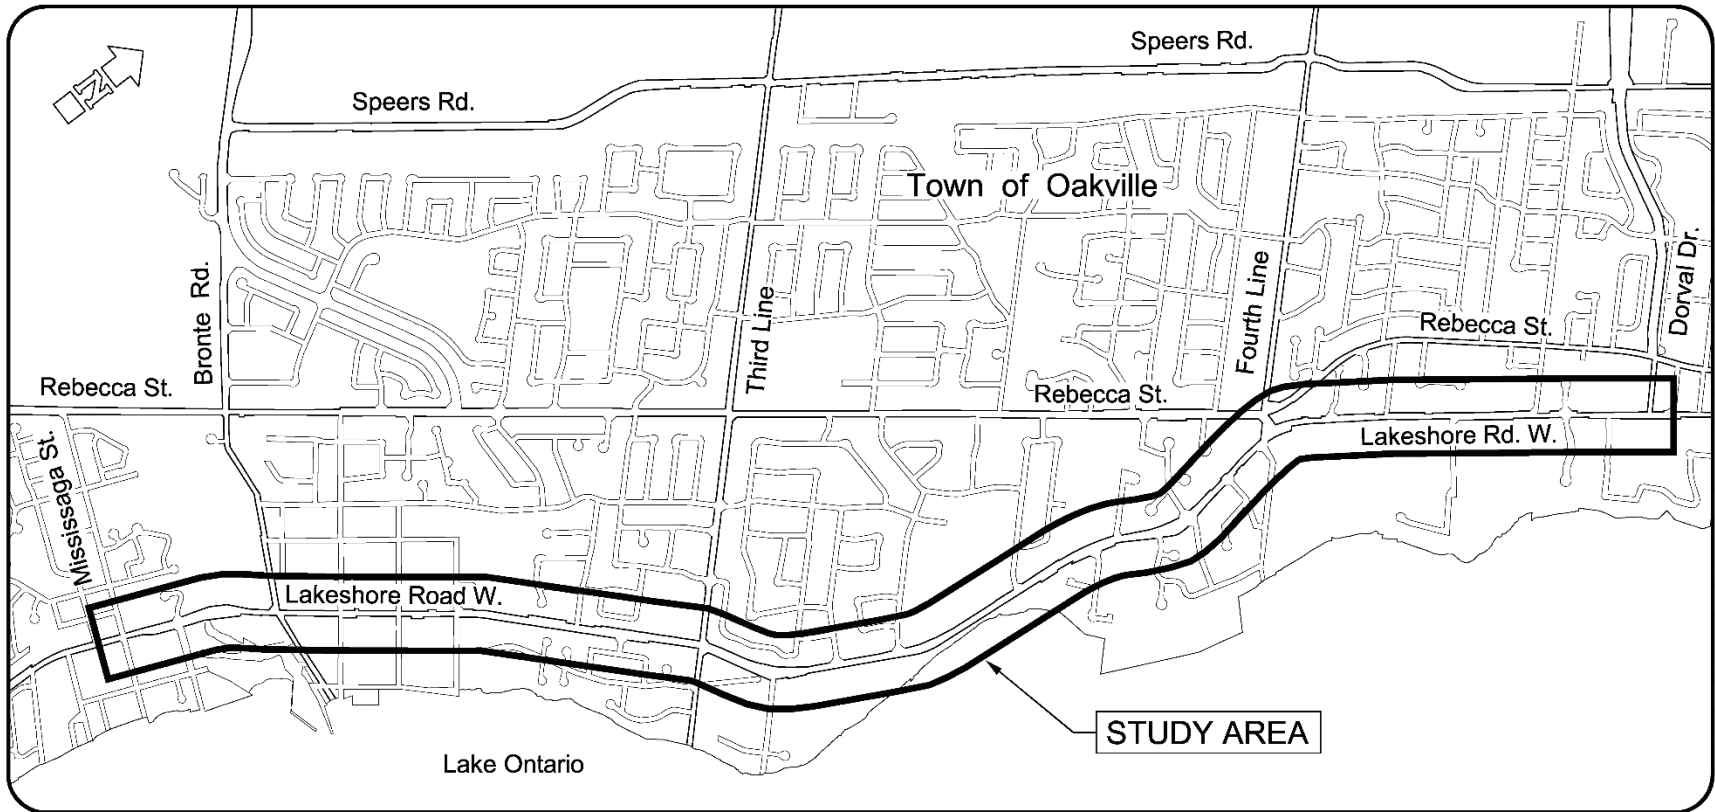 Speers Rd.
N
Speers Rd.
Town of Oakville
Bronte Rd.
Third Line
Fourth Line
Dorval Dr.
Rebecca St.
Rebecca St.
Rebecca St.
Mississaga St.
Lakeshore Rd. W.
Lakeshore Road W.
STUDY AREA
Lake Ontario